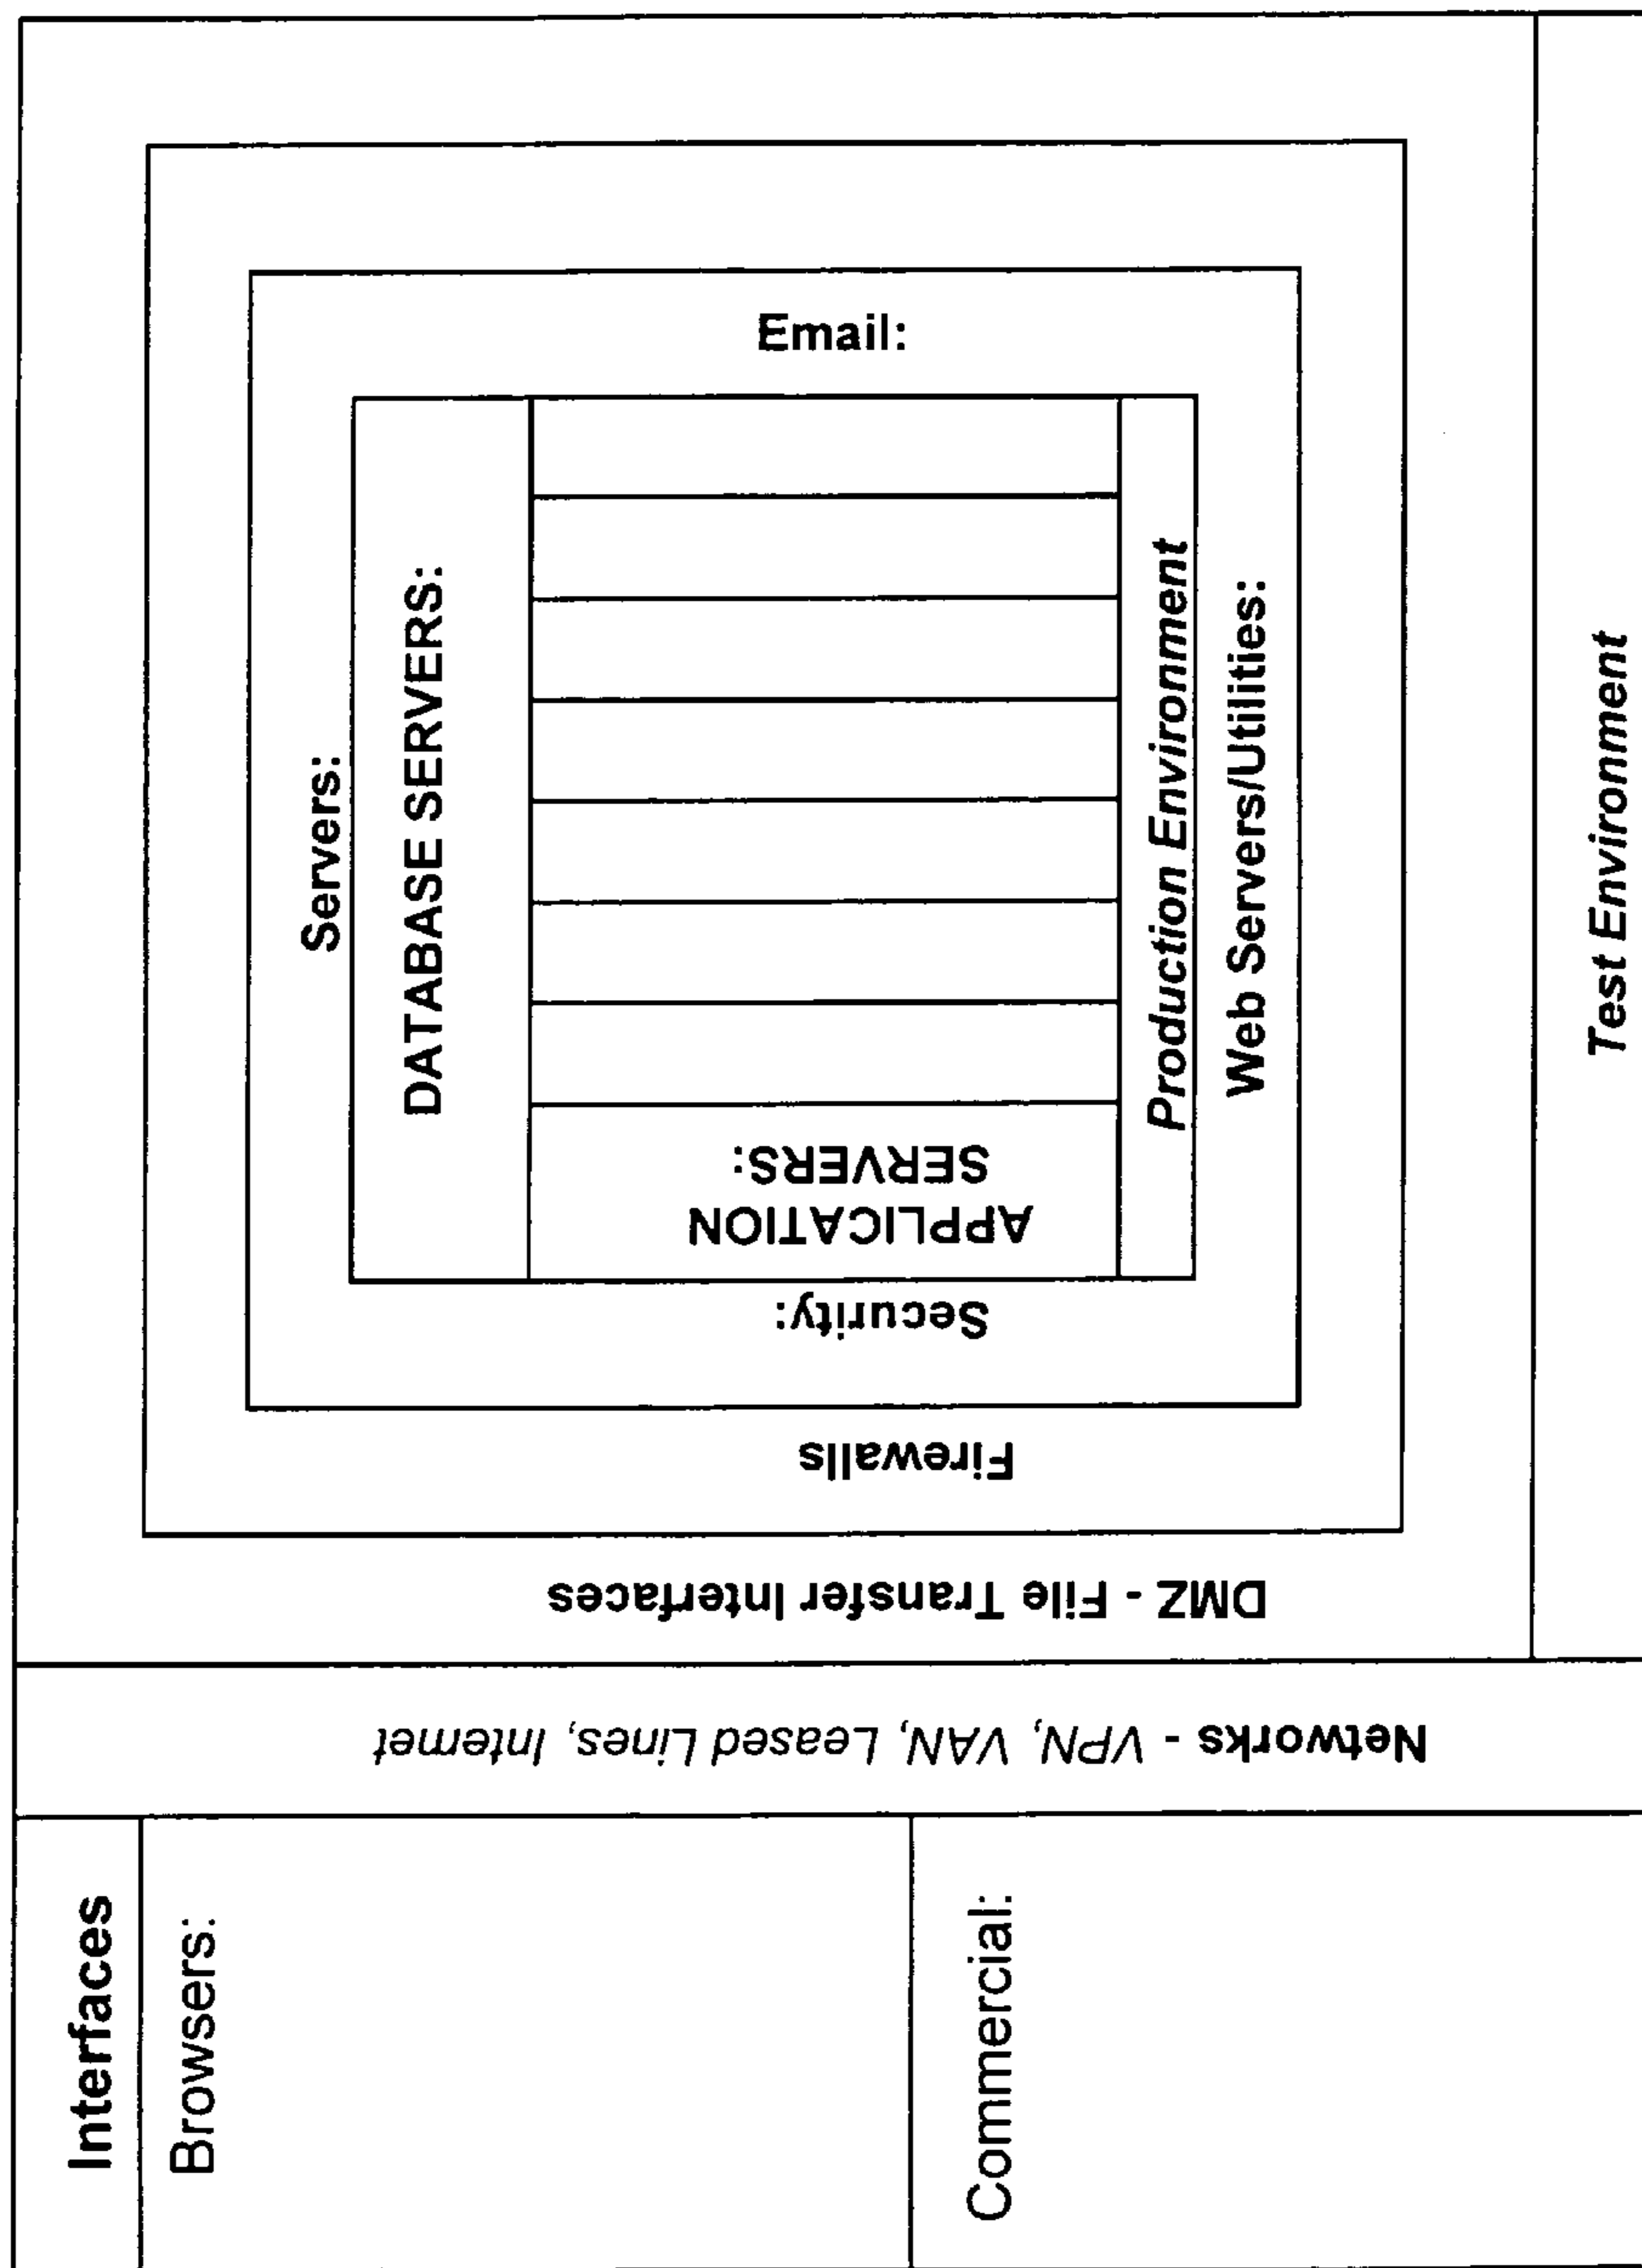 Interfaces
Browsers:
Commercial:
Networks - VPN, VAN, Leased Lines, Internet
DMZ - File Transfer Interfaces
Firewalls
Security:
Servers:
DATABASE SERVERS:
APPLICATION
SERVERS:
Production Environment
Web Servers/Utilities:
Email:
Test Environment